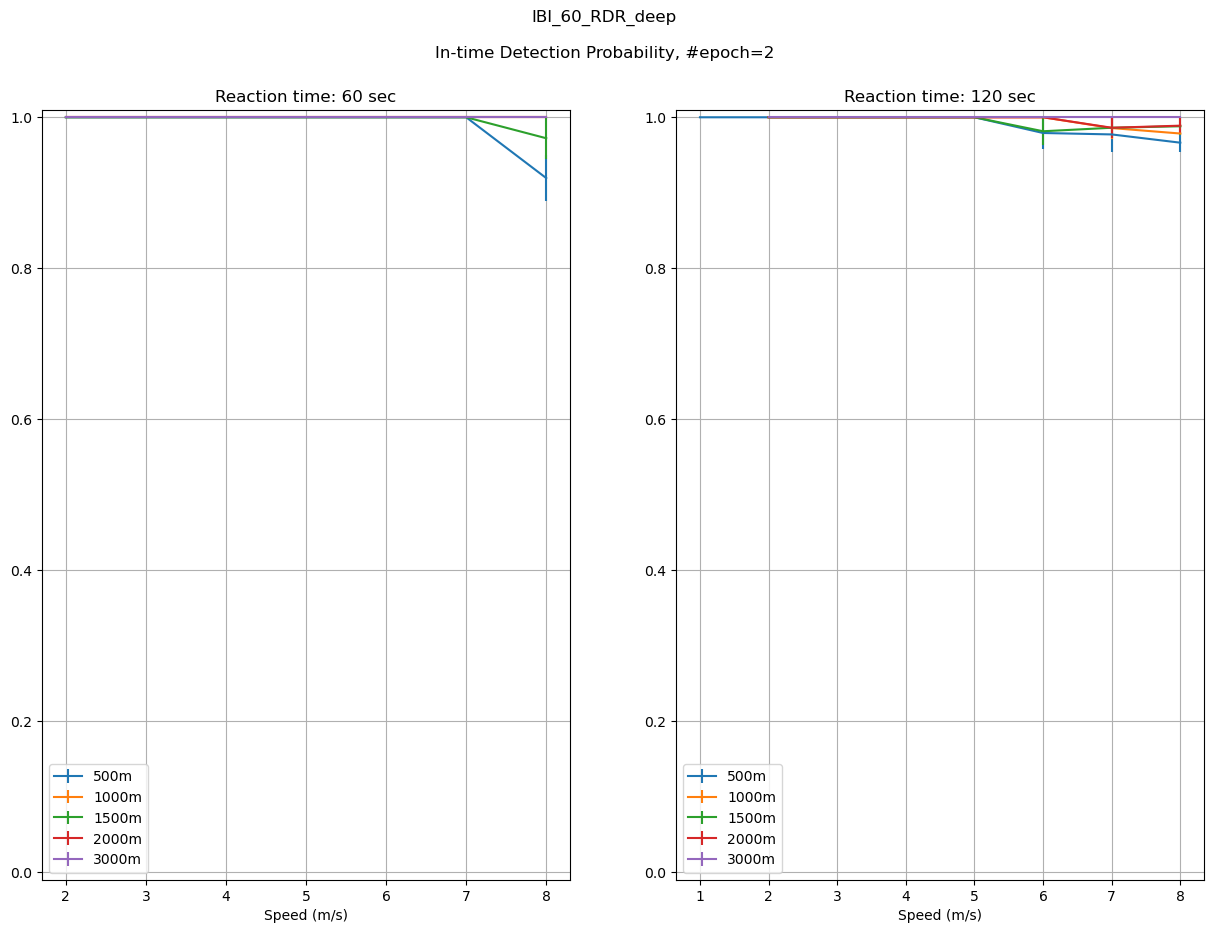 IBI_60_RDR_deep
In-time Detection Probability, #epoch=2
Reaction time: 60 sec
1.0
0.8
0.6
0.4
0.2
0.0
500m
1000m
1500m
2000m
3000m
2 3 4 5 6 7 8
Speed (m/s)
Reaction time: 120 sec
1.0
0.8
0.6
0.4
0.2
0.0
500m
1000m
1500m
2000m
3000m
1 2 3 4 5 6 7 8
Speed (m/s)